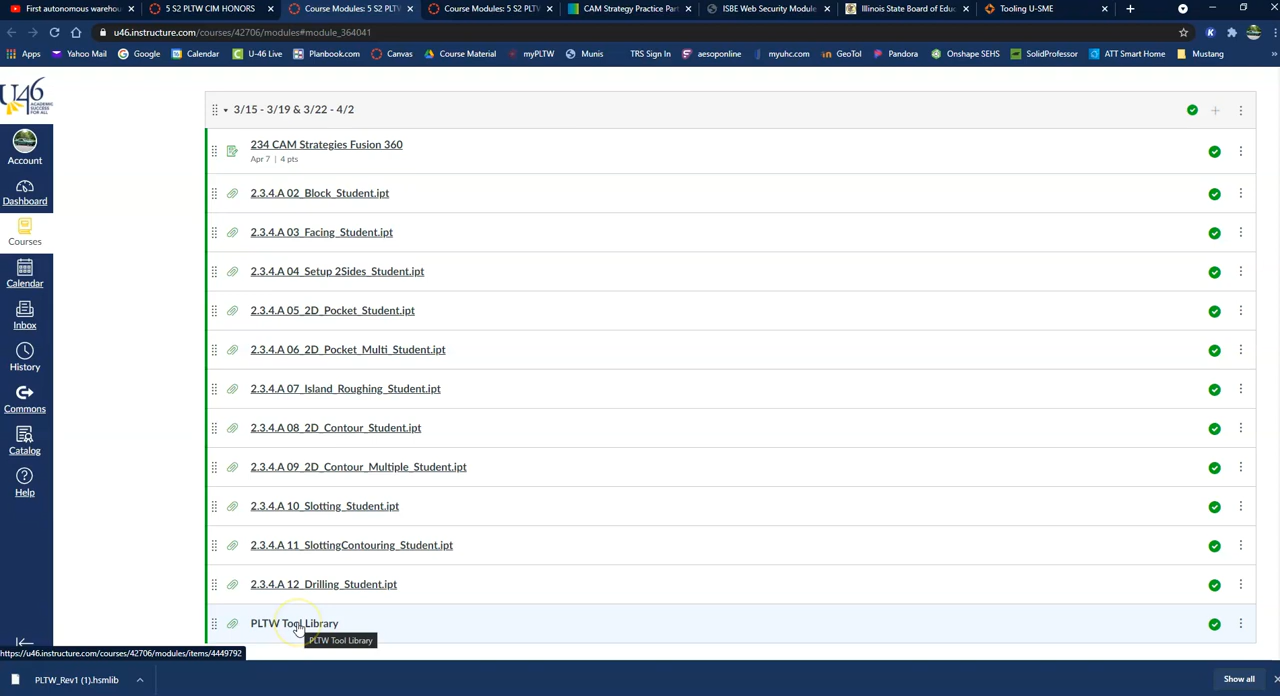 First autonomous warehou
5 S2 PLTW CIM HONORS
Course Modules: 5 S2 PLTW
Course Modules: 5 S2 PLTW
CAM Strategy Practice Part
ISBE Web Security Module
Illinois State Board of Educ
Tooling U-SME
u46.instructure.com/courses/42706/modules#module_364041
Apps
Yahoo Mail
Google
Calendar
U-46 Live
Planbook.com
Canvas
Course Material
myPLTW
Munis
TRS Sign In
aesoponline
myuhc.com
GeoTol
Pandora
Onshape SEHS
SolidProfessor
ATT Smart Home
Mustang
U46
ACADEMIC
SUCCESS
FOR ALL
Account
Dashboard
Courses
Calendar
Inbox
History
Commons
Catalog
Help
3/15 - 3/19 & 3/22 - 4/2
234 CAM Strategies Fusion 360
Apr 7 | 4 pts
2.3.4.A 02_Block_Student.ipt
2.3.4.A 03_Facing_Student.ipt
2.3.4.A 04_Setup 2Sides_Student.ipt
2.3.4.A 05_2D_Pocket_Student.ipt
2.3.4.A 06_2D_Pocket_Multi_Student.ipt
2.3.4.A 07_Island_Roughing_Student.ipt
2.3.4.A 08_2D_Contour_Student.ipt
2.3.4.A 09_2D_Contour_Multiple_Student.ipt
2.3.4.A 10_Slotting_Student.ipt
2.3.4.A 11_SlottingContouring_Student.ipt
2.3.4.A 12_Drilling_Student.ipt
PLTW Tool Library
PLTW Tool Library
https://u46.instructure.com/courses/42706/modules/items/4449792
PLTW_Rev1 (1).hsmlib
Show all